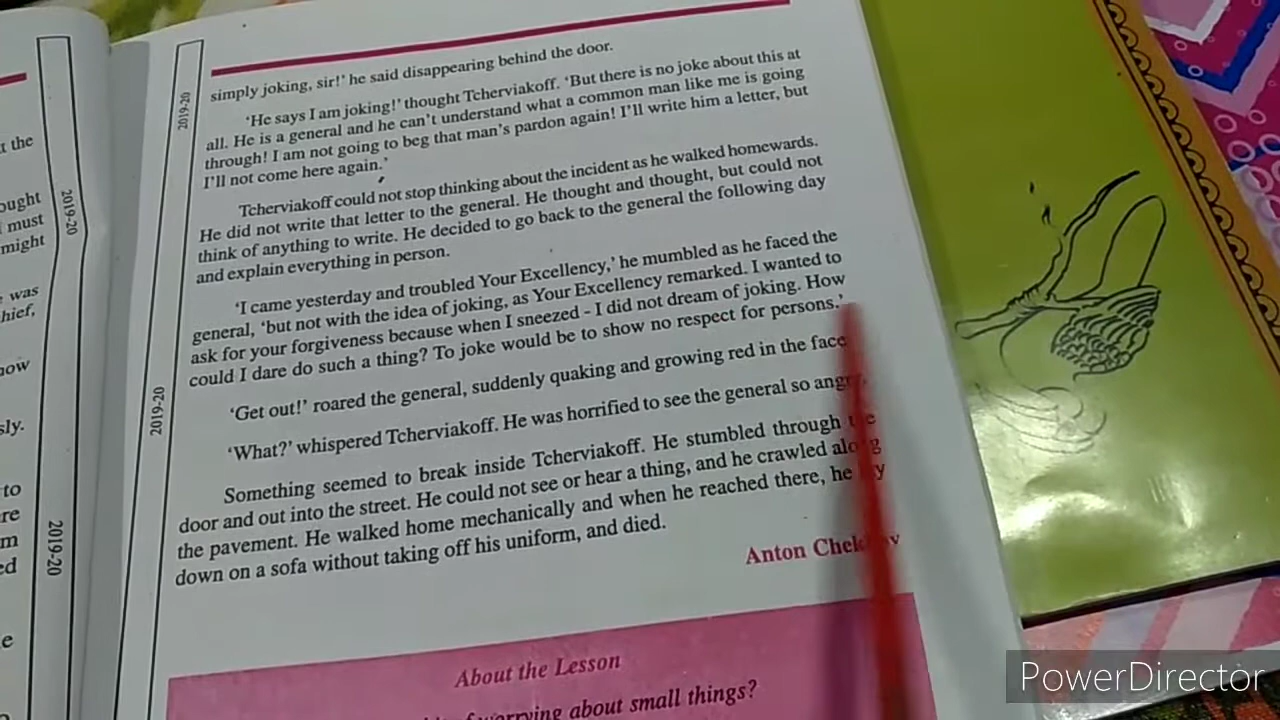 simply joking, sir!' he said disappearing behind the door.
'He says I am joking!' thought Tcherviakoff. 'But there is no joke about this at
all. He is a general and he can't understand what a common man like me is going
through! I am not going to beg that man's pardon again! I'll write him a letter, but
I'll not come here again.'
Tcherviakoff could not stop thinking about the incident as he walked homewards.
He did not write that letter to the general. He thought and thought, but could not
think of anything to write. He decided to go back to the general the following day
and explain everything in person.
'I came yesterday and troubled Your Excellency,' he mumbled as he faced the
general, 'but not with the idea of joking, as Your Excellency remarked. I wanted to
ask for your forgiveness because when I sneezed - I did not dream of joking. How
could I dare do such a thing? To joke would be to show no respect for persons.'
'Get out!' roared the general, suddenly quaking and growing red in the face
'What?' whispered Tcherviakoff. He was horrified to see the general so angry.
Something seemed to break inside Tcherviakoff. He stumbled through the
door and out into the street. He could not see or hear a thing, and he crawled along
the pavement. He walked home mechanically and when he reached there, he lay
down on a sofa without taking off his uniform, and died.
Anton Chekhov
About the Lesson
worrying about small things?
2019-20
2019-20
2019-20
2019-20
t the
ought
must
might
was
hief,
now
sly.
to
re
m
ed
e
PowerDirector